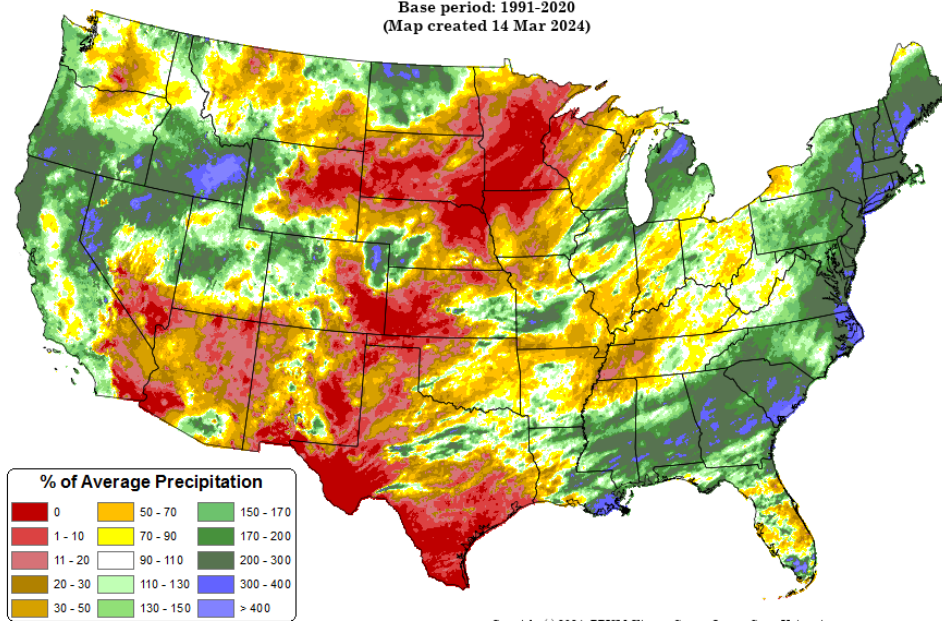 Base period: 1991-2020
(Map created 14 Mar 2024)
% of Average Precipitation
0
1 - 10
11 - 20
20 - 30
30 - 50
50 - 70
70 - 90
90 - 110
110 - 130
130 - 150
150 - 170
170 - 200
200 - 300
300 - 400
> 400